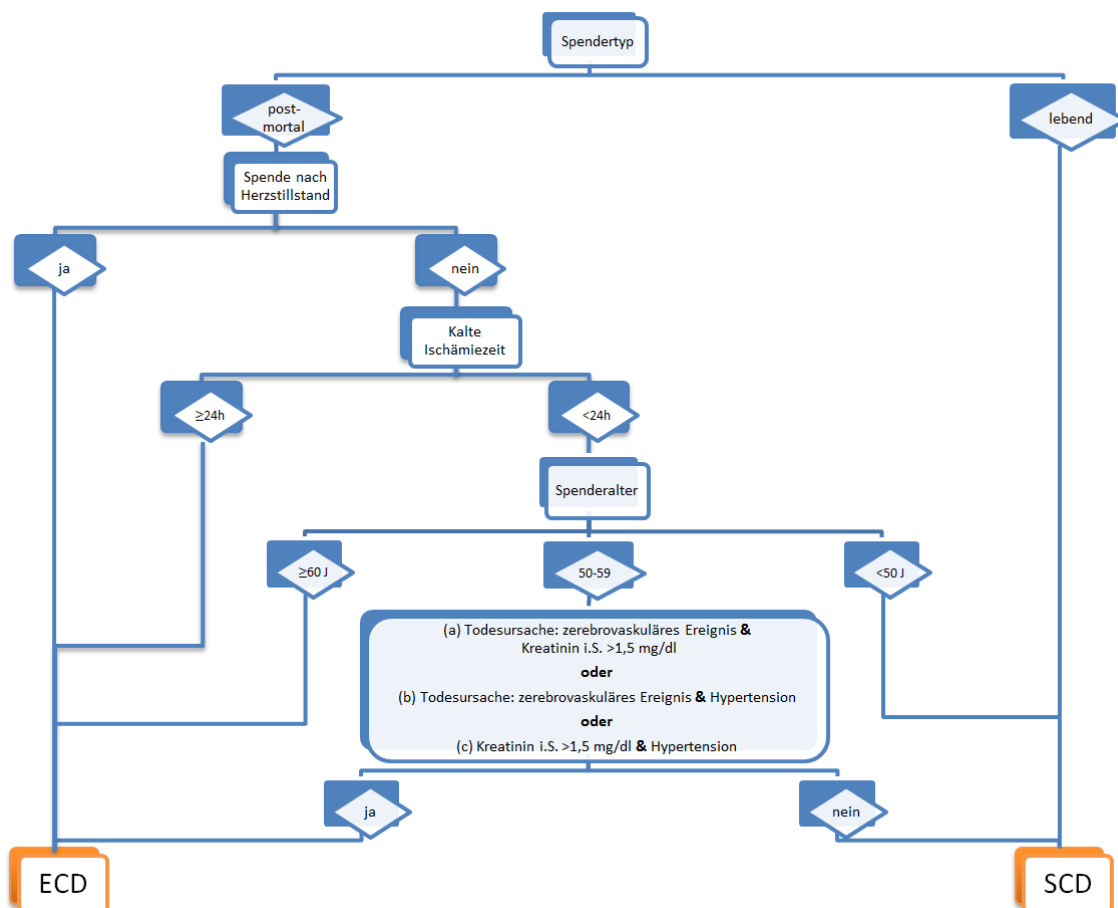 Spendertyp
post-
mortal
lebend
Spende nach
Herzstillstand
ja
nein
Kalte
Ischämiezeit
≥24h
<24h
Spenderalter
≥60 J
50-59
<50 J
(a) Todesursache: zerebrovaskuläres Ereignis &
Kreatinin i.S. >1,5 mg/dl
oder
(b) Todesursache: zerebrovaskuläres Ereignis & Hypertension
oder
(c) Kreatinin i.S. >1,5 mg/dl & Hypertension
ja
nein
ECD
SCD